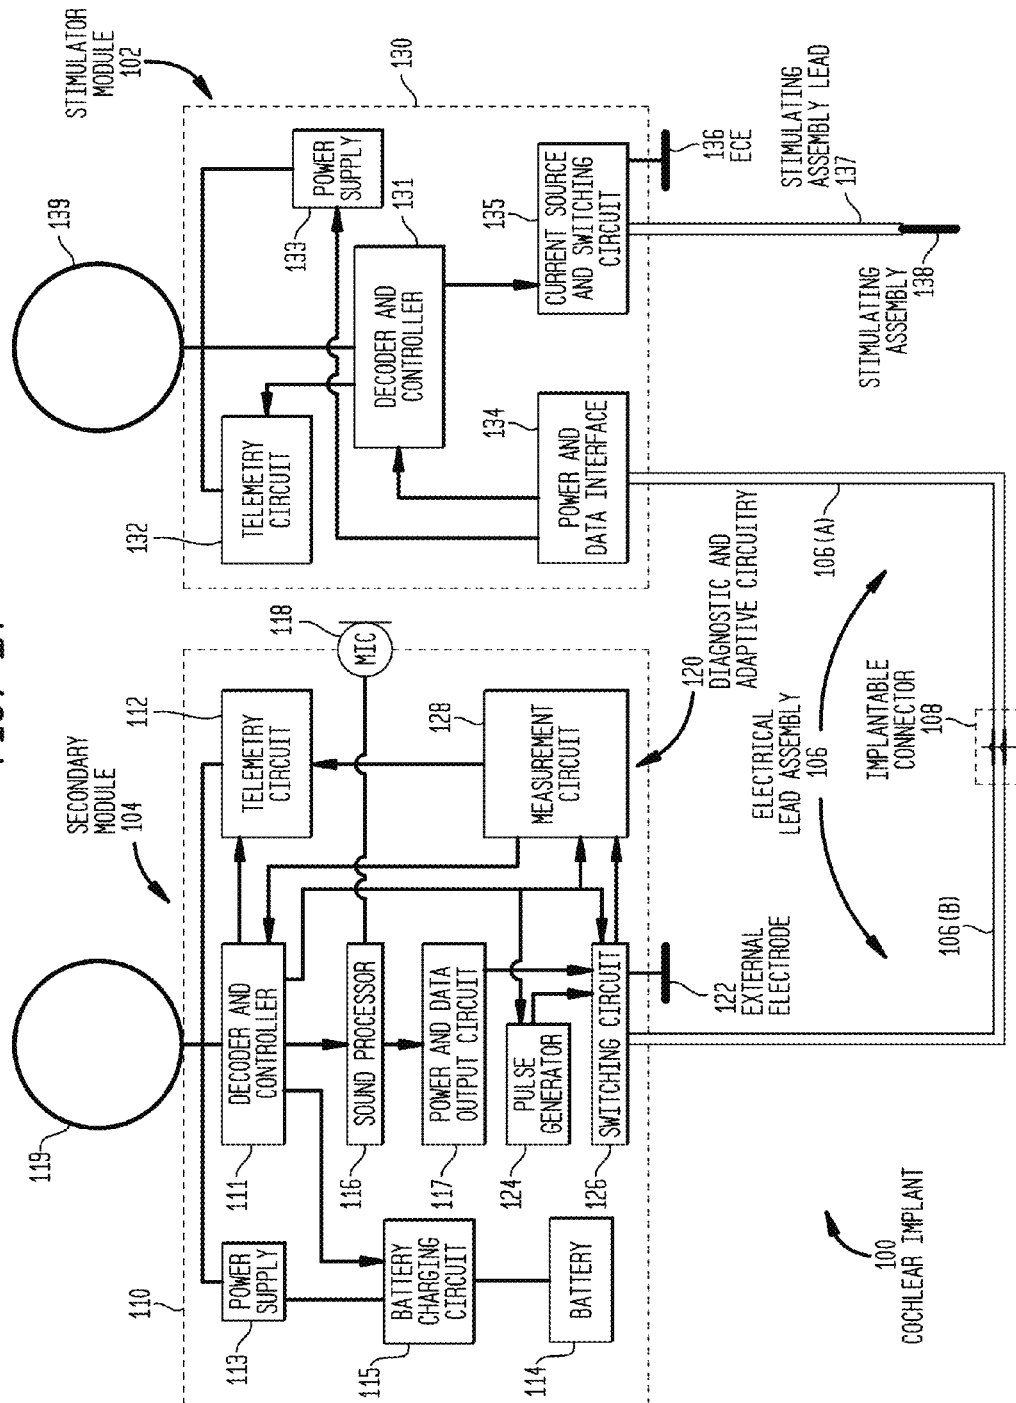 SECONDARY
MODULE
104
119
110
113
POWER
SUPPLY
111
DECODER AND
CONTROLLER
112
TELEMETRY
CIRCUIT
115
BATTERY
CHARGING
CIRCUIT
116
SOUND PROCESSOR
118
MIC
117
POWER AND DATA
OUTPUT CIRCUIT
128
MEASUREMENT
CIRCUIT
114
BATTERY
124
PULSE
GENERATOR
126
SWITCHING CIRCUIT
122
EXTERNAL
ELECTRODE
120
DIAGNOSTIC AND
ADAPTIVE CIRCUITRY
STIMULATOR
MODULE
102
139
130
132
TELEMETRY
CIRCUIT
133
POWER
SUPPLY
131
DECODER AND
CONTROLLER
134
POWER AND
DATA INTERFACE
135
CURRENT SOURCE
AND SWITCHING
CIRCUIT
136
ECE
STIMULATING
ASSEMBLY LEAD
137
STIMULATING
ASSEMBLY
138
106(A)
ELECTRICAL
LEAD ASSEMBLY
106
106(B)
IMPLANTABLE
CONNECTOR
108
100
COCHLEAR IMPLANT